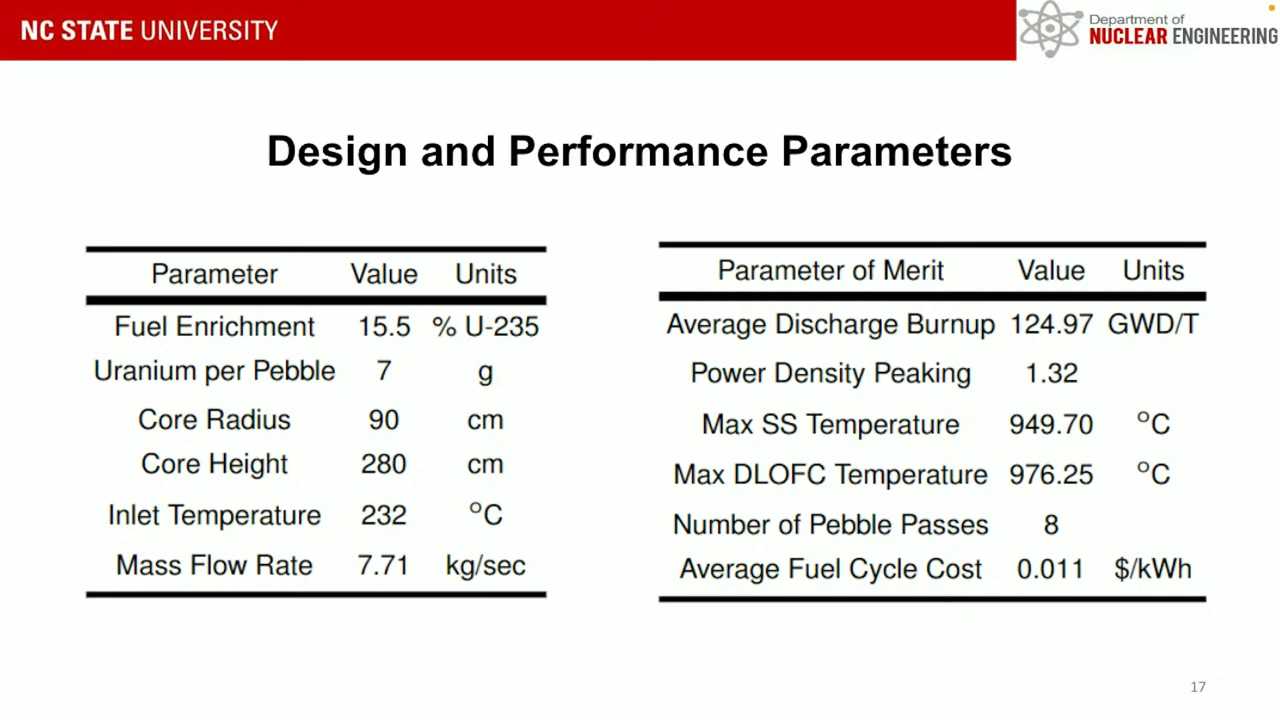 NC STATE UNIVERSITY
Department of
NUCLEAR ENGINEERING
Design and Performance Parameters
Parameter Value Units
Fuel Enrichment 15.5 % U-235
Uranium per Pebble 7 g
Core Radius 90 cm
Core Height 280 cm
Inlet Temperature 232 °C
Mass Flow Rate 7.71 kg/sec
Parameter of Merit Value Units
Average Discharge Burnup 124.97 GWD/T
Power Density Peaking 1.32
Max SS Temperature 949.70 °C
Max DLOFC Temperature 976.25 °C
Number of Pebble Passes 8
Average Fuel Cycle Cost 0.011 $/kWh
17